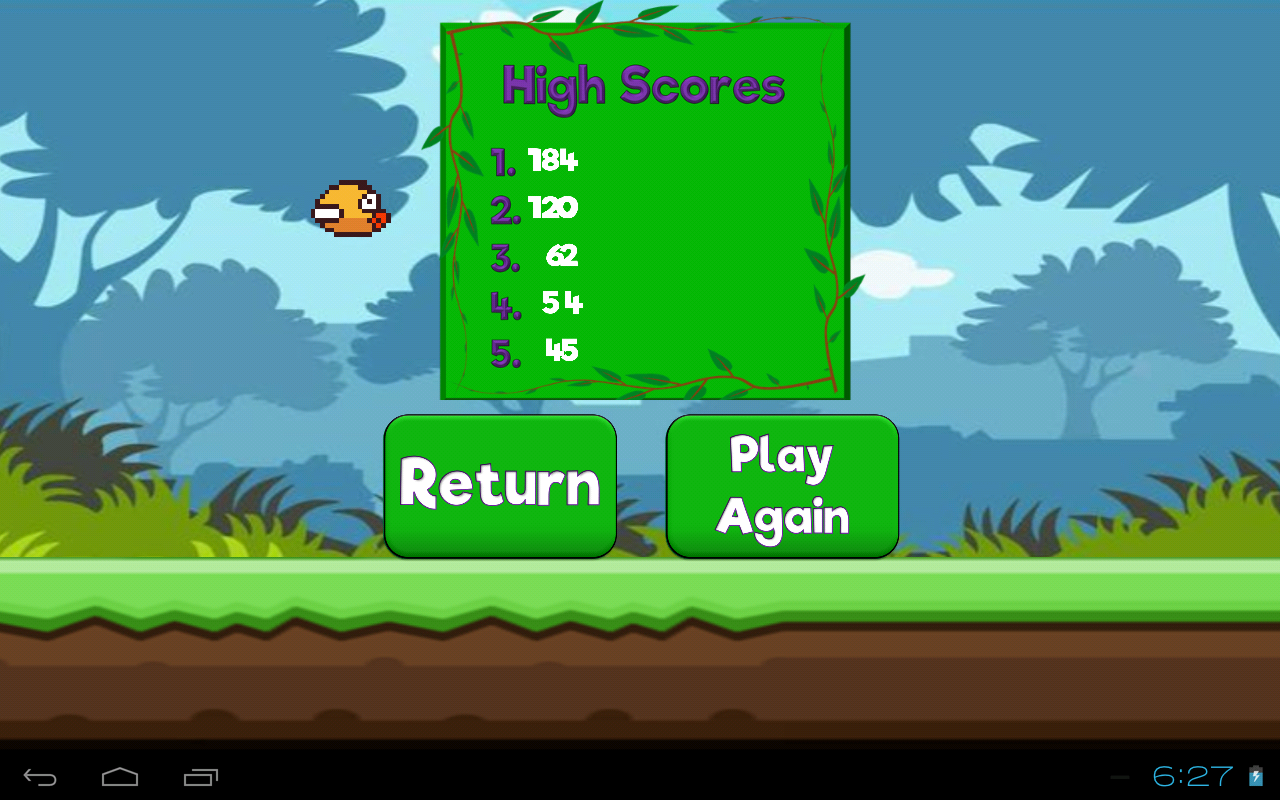 High Scores
1. 184
2. 120
3. 62
4. 54
5. 45
Return
Play
Again
6:27